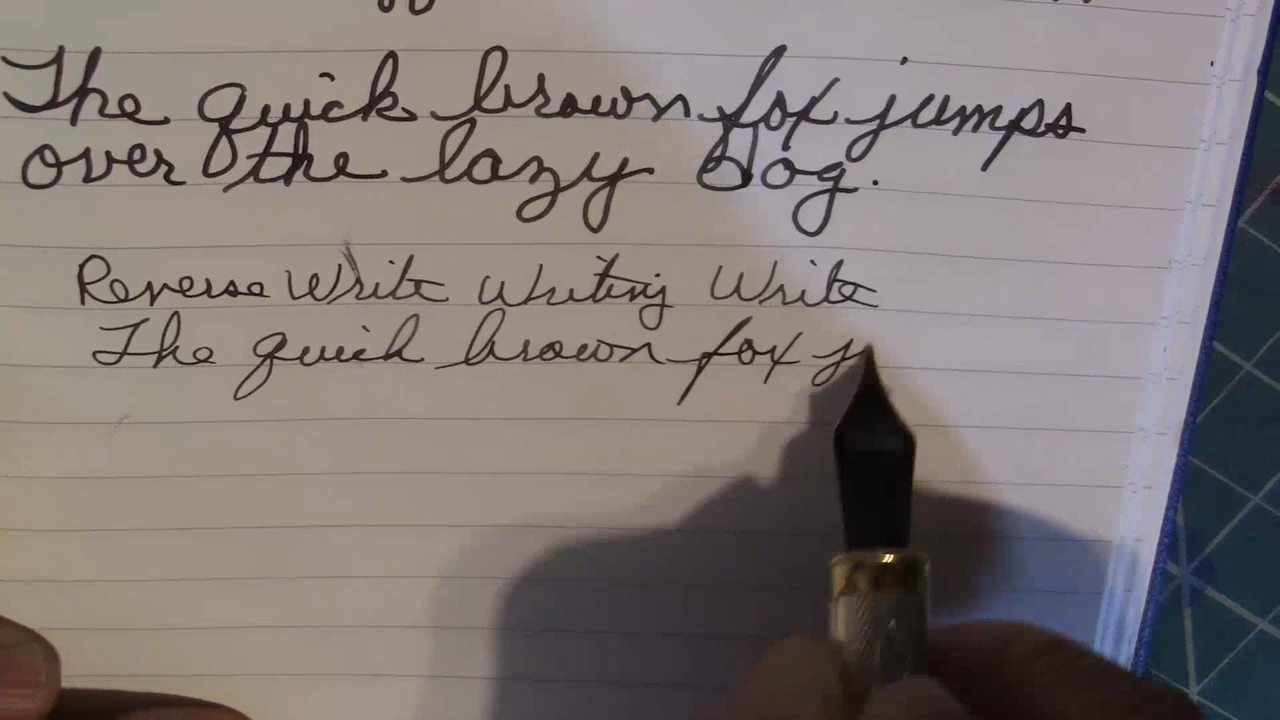 The quick brown fox jumps
over the lazy dog.
Reverse Write Writing Write
The quick brown fox j